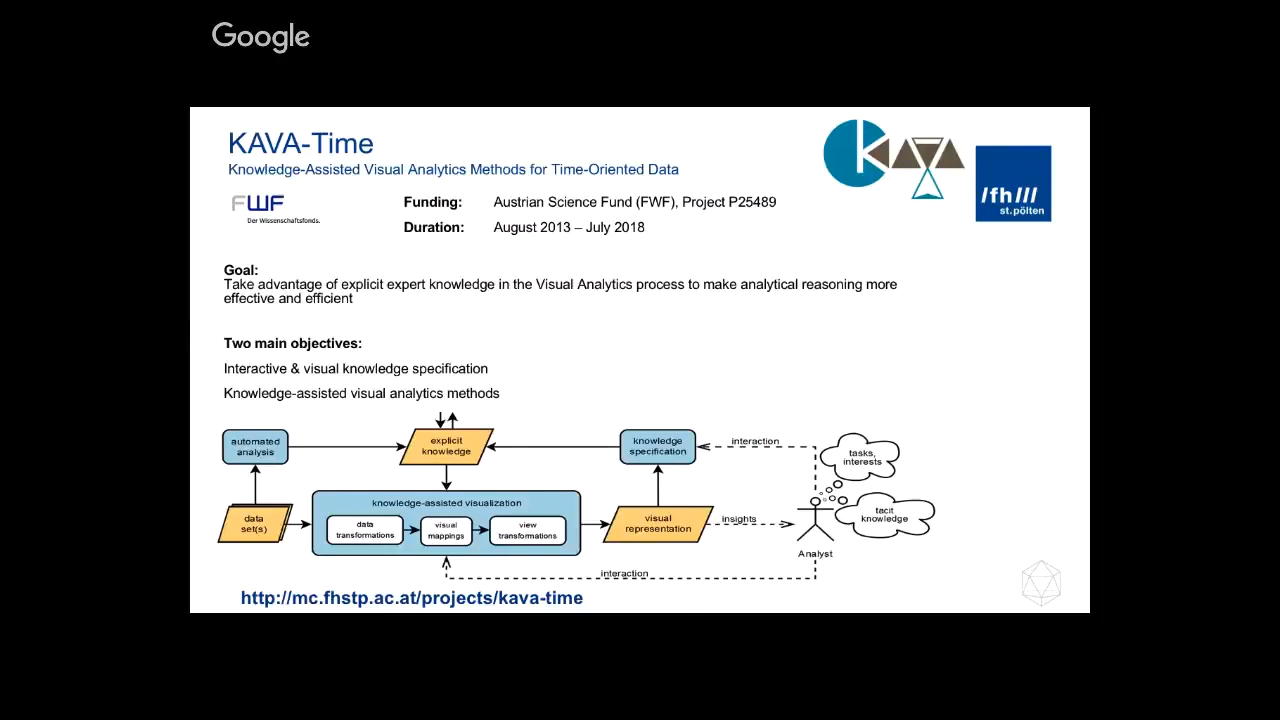 Google
KAVA-Time
Knowledge-Assisted Visual Analytics Methods for Time-Oriented Data
KAVA
/fh///
st.pölten
FWF
Der Wissenschaftsfonds.
Funding: Austrian Science Fund (FWF), Project P25489
Duration: August 2013 – July 2018
Goal:
Take advantage of explicit expert knowledge in the Visual Analytics process to make analytical reasoning more
effective and efficient
Two main objectives:
Interactive & visual knowledge specification
Knowledge-assisted visual analytics methods
automated
analysis
explicit
knowledge
knowledge
specification
interaction
tasks,
interests
data
set(s)
knowledge-assisted visualization
data
transformations
visual
mappings
view
transformations
visual
representation
insights
tacit
knowledge
Analyst
interaction
http://mc.fhstp.ac.at/projects/kava-time